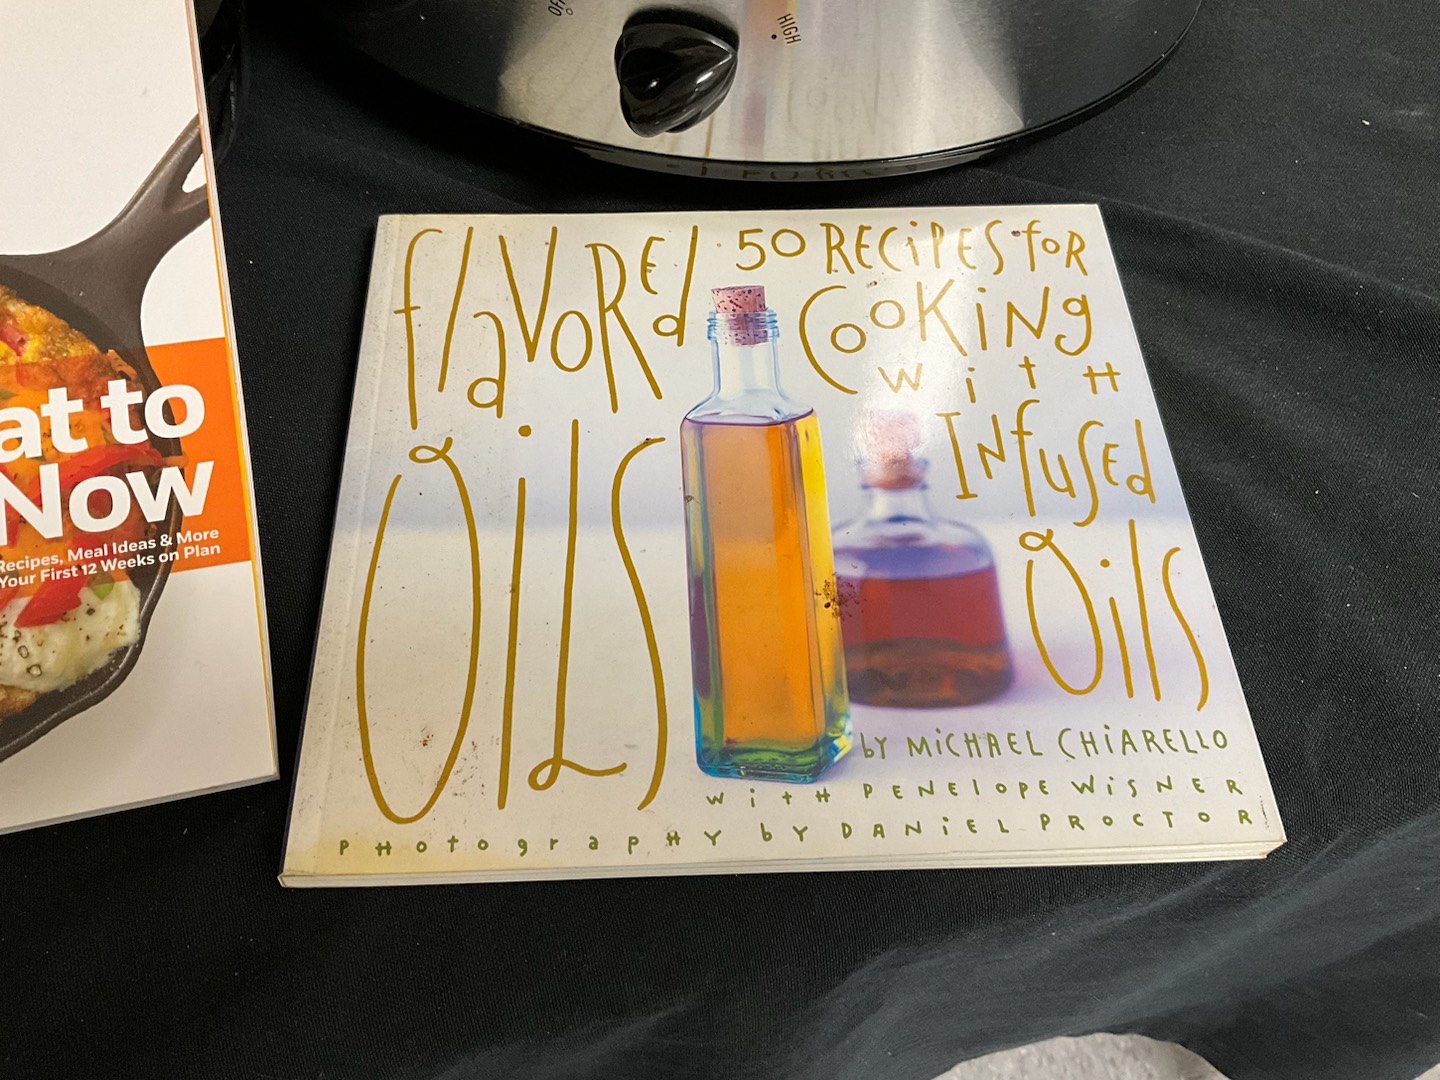 OFF
HIGH
at to
Now
Recipes, Meal Ideas & More
Your First 12 Weeks on Plan
flavored
Oils
50 RECiPES for
Cooking
with
Infused
Oils
by MiCHAEL CHiARELLO
with PENElOPE WiSNER
PHotograpHY bY DANiEL PROCTOR